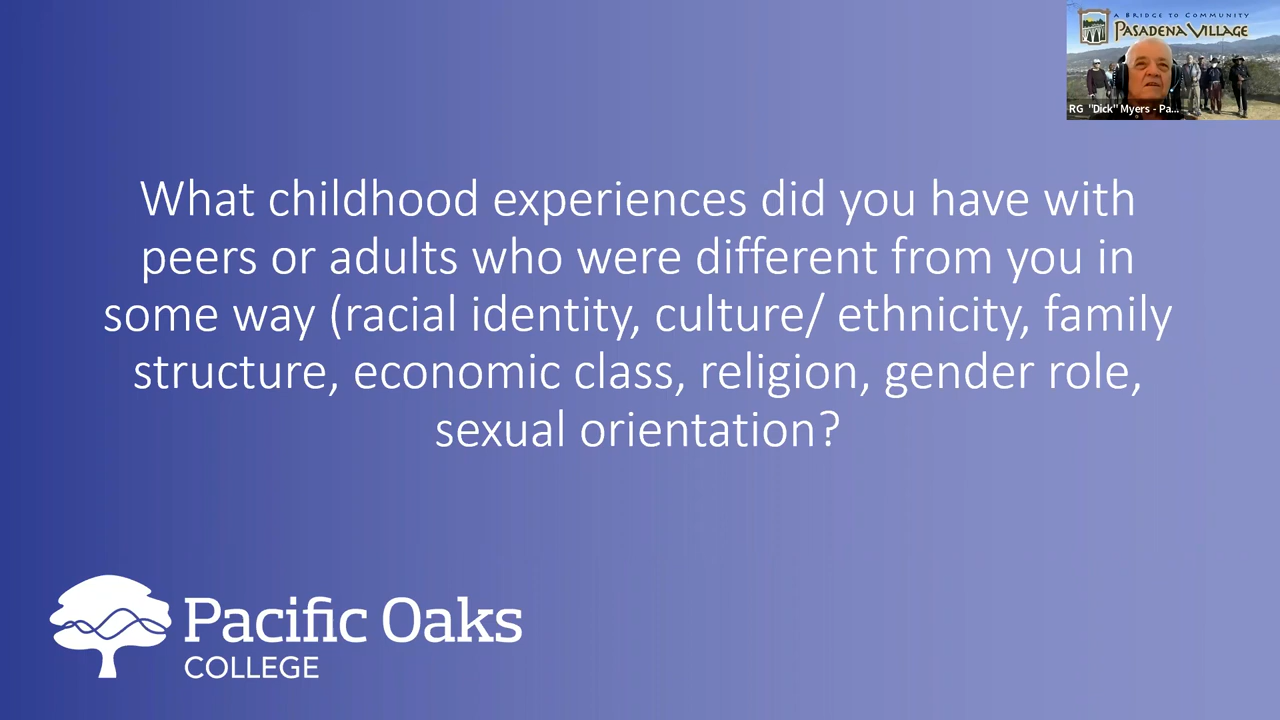 A BRIDGE TO COMMUNITY
PASADENA VILLAGE
RG "Dick" Myers - Pa...
What childhood experiences did you have with
peers or adults who were different from you in
some way (racial identity, culture/ ethnicity, family
structure, economic class, religion, gender role,
sexual orientation?
Pacific Oaks
COLLEGE